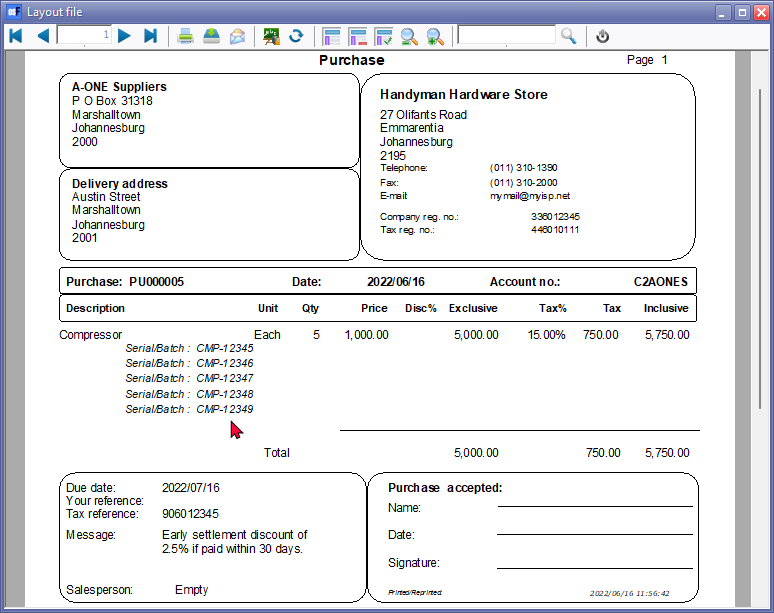 Layout file
1
Purchase
Page 1
A-ONE Suppliers
P O Box 31318
Marshalltown
Johannesburg
2000
Handyman Hardware Store
27 Olifants Road
Emmarentia
Johannesburg
2195
Telephone: (011) 310-1390
Fax: (011) 310-2000
E-mail mymail@myisp.net
Company reg. no.: 336012345
Tax reg. no.: 446010111
Delivery address
Austin Street
Marshalltown
Johannesburg
2001
Purchase: PU000005 Date: 2022/06/16 Account no.: C2AONES
Description Unit Qty Price Disc% Exclusive Tax% Tax Inclusive
Compressor Each 5 1,000.00 5,000.00 15.00% 750.00 5,750.00
Serial/Batch : CMP-12345
Serial/Batch : CMP-12346
Serial/Batch : CMP-12347
Serial/Batch : CMP-12348
Serial/Batch : CMP-12349
Total 5,000.00 750.00 5,750.00
Due date: 2022/07/16
Your reference:
Tax reference: 906012345
Message: Early settlement discount of
2.5% if paid within 30 days.
Salesperson: Empty
Purchase accepted:
Name:
Date:
Signature:
Printed/Reprinted: 2022/06/16 11:56:42